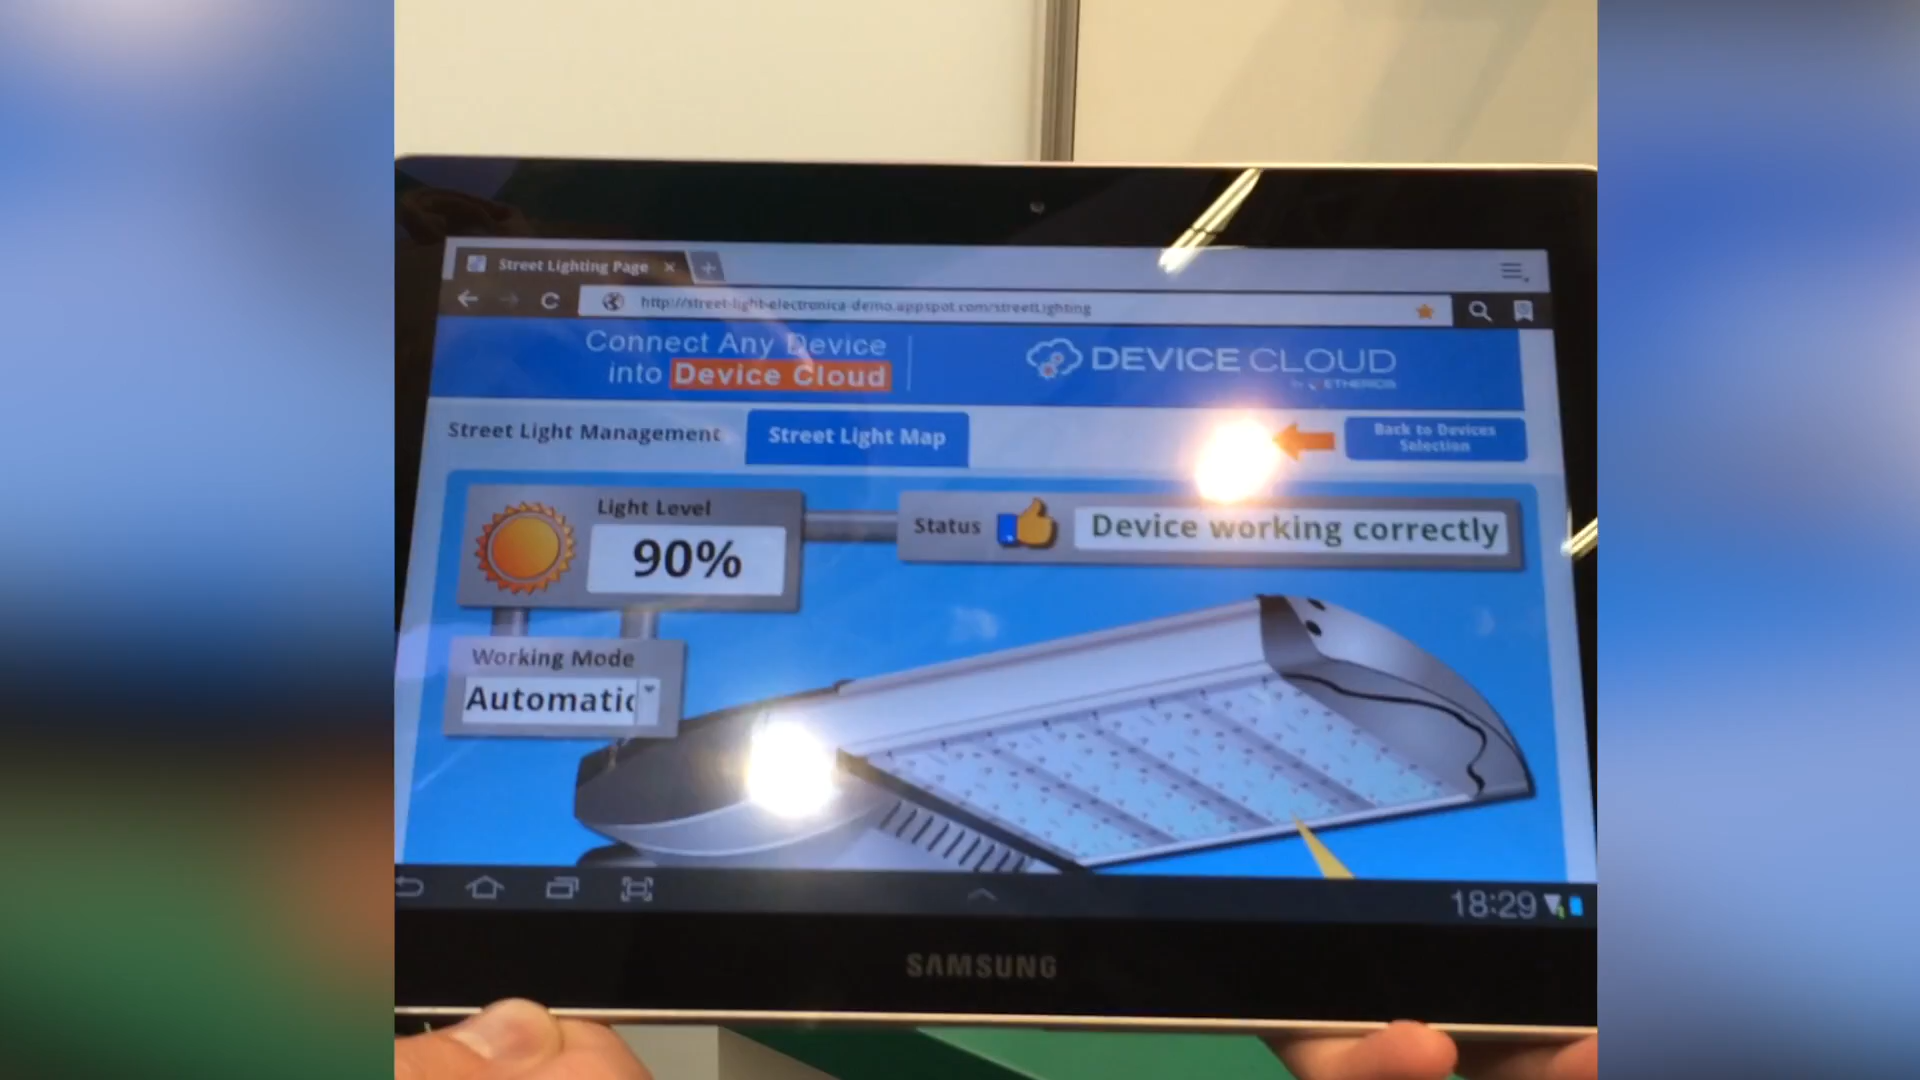 Street Lighting Page
http://street-light-electronica-demo.appspot.com/streetLighting
Connect Any Device
into Device Cloud
DEVICE CLOUD
by ETHERIOS
Street Light Management
Street Light Map
Back to Devices
Selection
Light Level
90%
Status
Device working correctly
Working Mode
Automatic
18:29
SAMSUNG